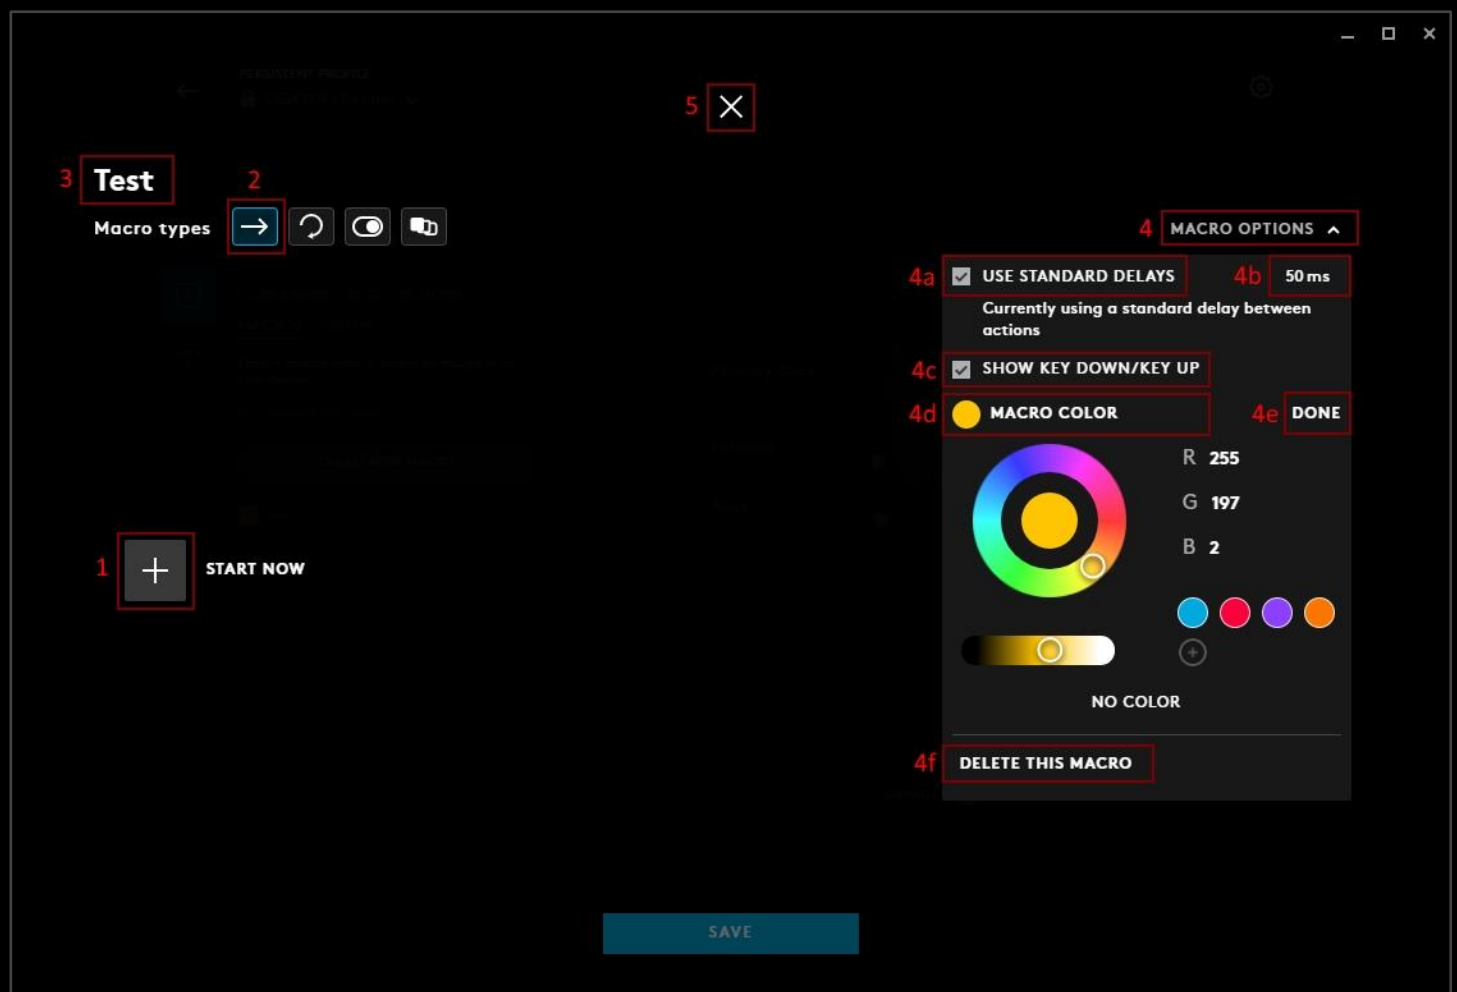 PERSISTENT PROFILE
5
3 Test 2
Macro types
4 MACRO OPTIONS
4a USE STANDARD DELAYS 4b 50 ms
Currently using a standard delay between
actions
4c SHOW KEY DOWN/KEY UP
4d MACRO COLOR 4e DONE
R 255
G 197
B 2
1 START NOW
NO COLOR
4f DELETE THIS MACRO
SAVE